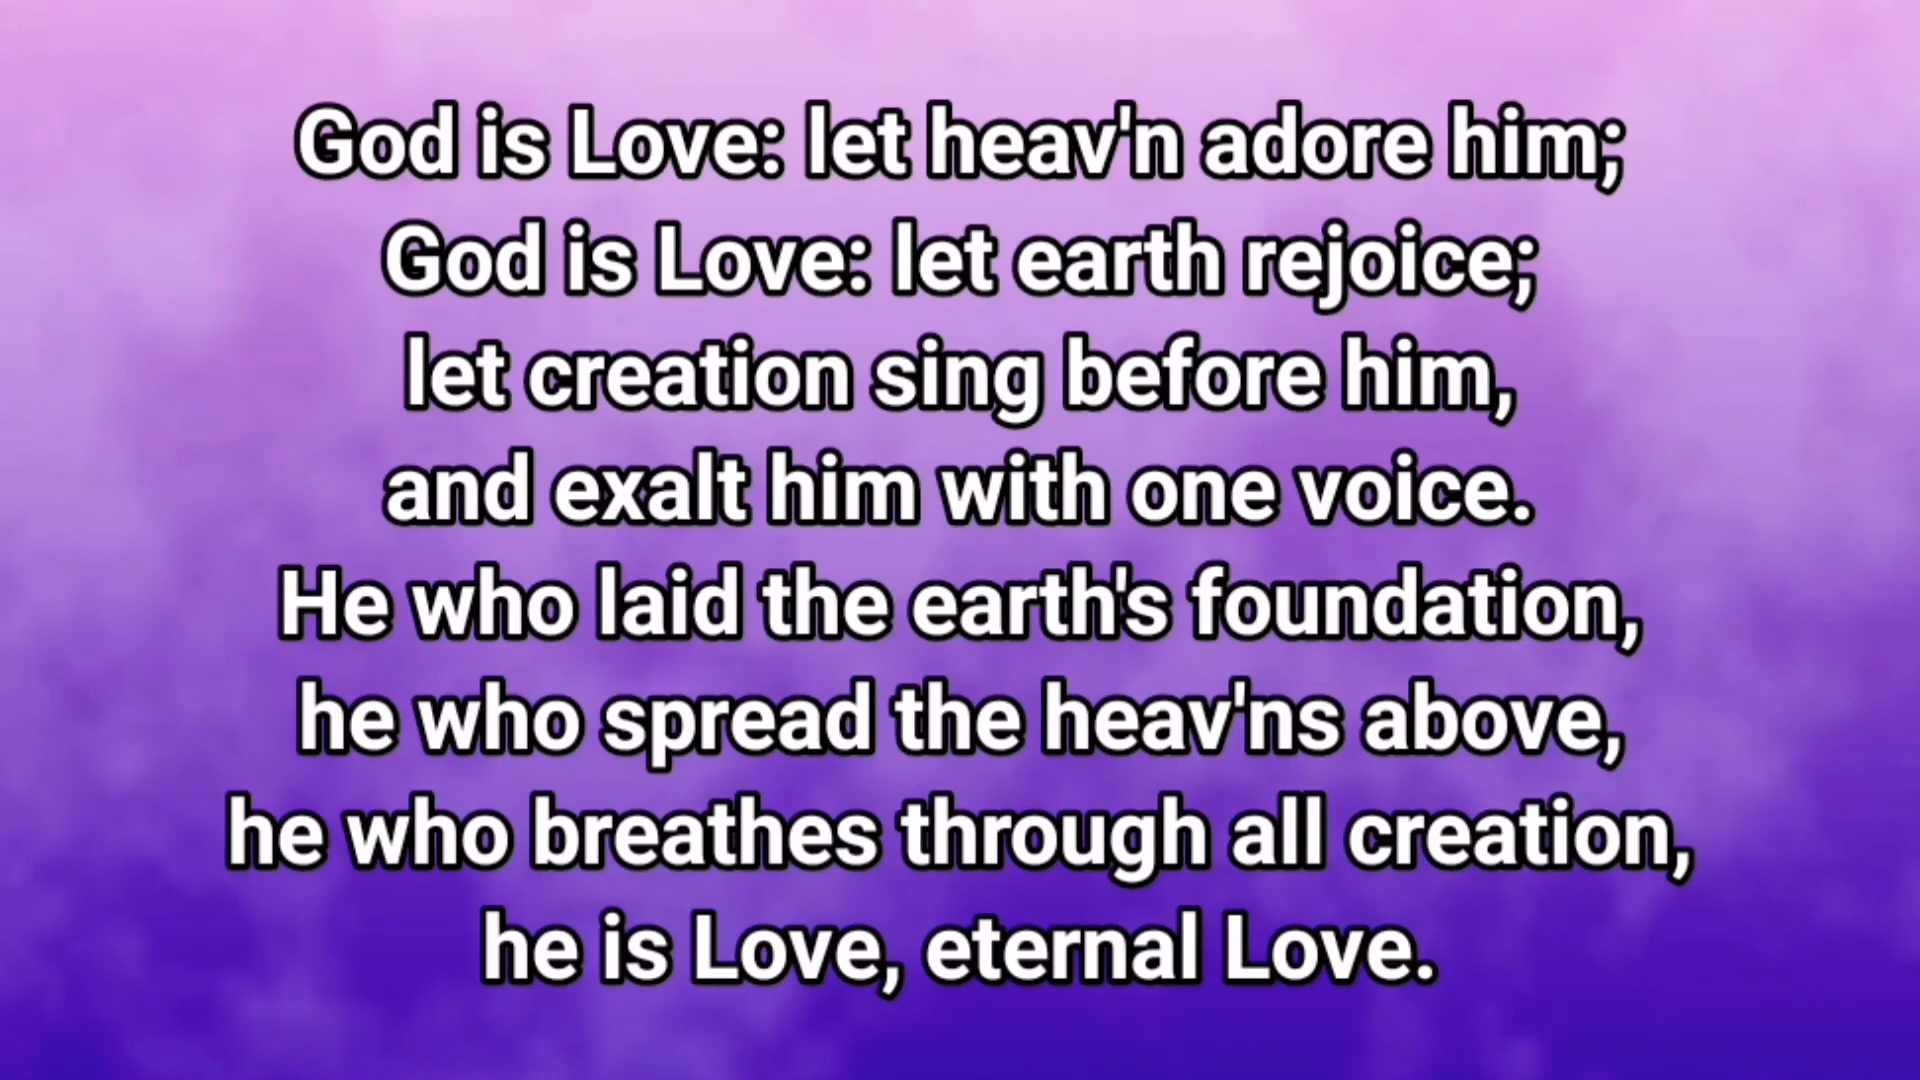 God is Love: let heav'n adore him;
God is Love: let earth rejoice;
let creation sing before him,
and exalt him with one voice.
He who laid the earth's foundation,
he who spread the heav'ns above,
he who breathes through all creation,
he is Love, eternal Love.